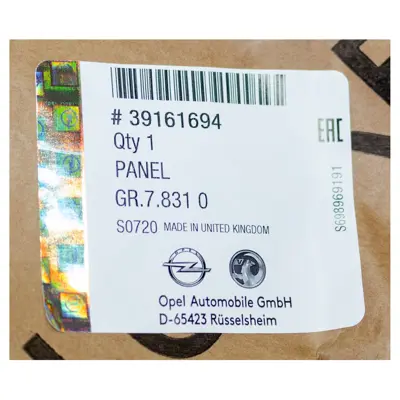 # 39161694
Qty 1
PANEL
GR.7.831 0
S0720 MADE IN UNITED KINGDOM
Opel Automobile GmbH
D-65423 Rüsselsheim
EAC
S698969191